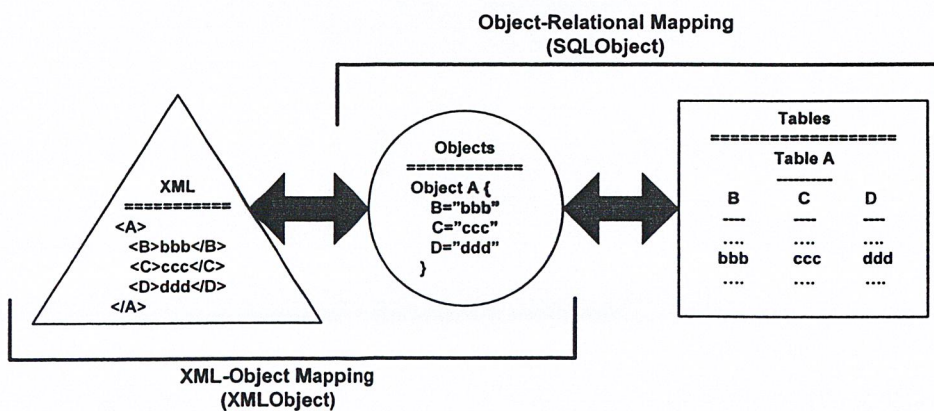 Object-Relational Mapping
(SQLObject)
XML
===========
<A>
<B>bbb</B>
<C>ccc</C>
<D>ddd</D>
</A>
Objects
============
Object A {
B="bbb"
C="ccc"
D="ddd"
}
Tables
====================
Table A
---------
B C D
---- ---- ----
.... .... ....
bbb ccc ddd
.... .... ....
XML-Object Mapping
(XMLObject)